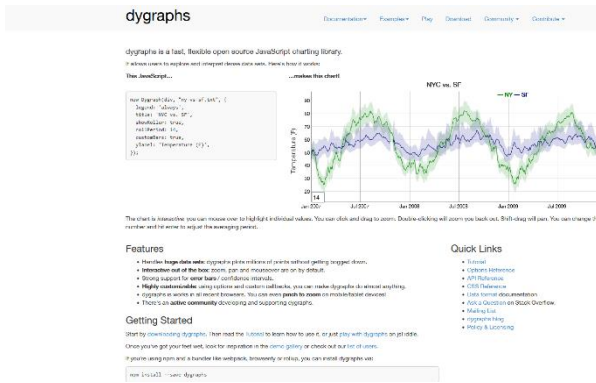 dygraphs
Documentation Examples Play Download Community Contribute
dygraphs is a fast, flexible open source JavaScript charting library.
It allows users to explore and interpret dense data sets. Here's how it works:
This JavaScript...
...makes this chart!
new Dygraph(div, "ny-vs-sf.txt", {
legend: 'always',
title: 'NYC vs. SF',
showRoller: true,
rollPeriod: 14,
customBars: true,
ylabel: 'Temperature (F)',
});
NYC vs. SF
NY SF
Temperature (F)
90
80
70
60
50
40
30
20
14
Jan 2007 Jul 2007 Jan 2008 Jul 2008 Jan 2009 Jul 2009
The chart is interactive: you can mouse over to highlight individual values. You can click and drag to zoom. Double-clicking will zoom you back out. Shift-drag will pan. You can change the
number and hit enter to adjust the averaging period.
Features
• Handles huge data sets: dygraphs plots millions of points without getting bogged down.
• Interactive out of the box: zoom, pan and mouseover are on by default.
• Strong support for error bars / confidence intervals.
• Highly customizable: using options and custom callbacks, you can make dygraphs do almost anything.
• dygraphs is works in all recent browsers. You can even pinch to zoom on mobile/tablet devices!
• There's an active community developing and supporting dygraphs.
Quick Links
• Tutorial
• Options Reference
• API Reference
• CSS Reference
• Data format documentation
• Ask a Question on Stack Overflow.
• Mailing List
• dygraphs blog
• Policy & Licensing
Getting Started
Start by downloading dygraphs. Then read the Tutorial to learn how to use it, or just play with dygraphs on jsFiddle.
Once you've got your feet wet, look for inspiration in the demo gallery or check out our list of users.
If you're using npm and a bundler like webpack, browserify or rollup, you can install dygraphs via:
npm install --save dygraphs